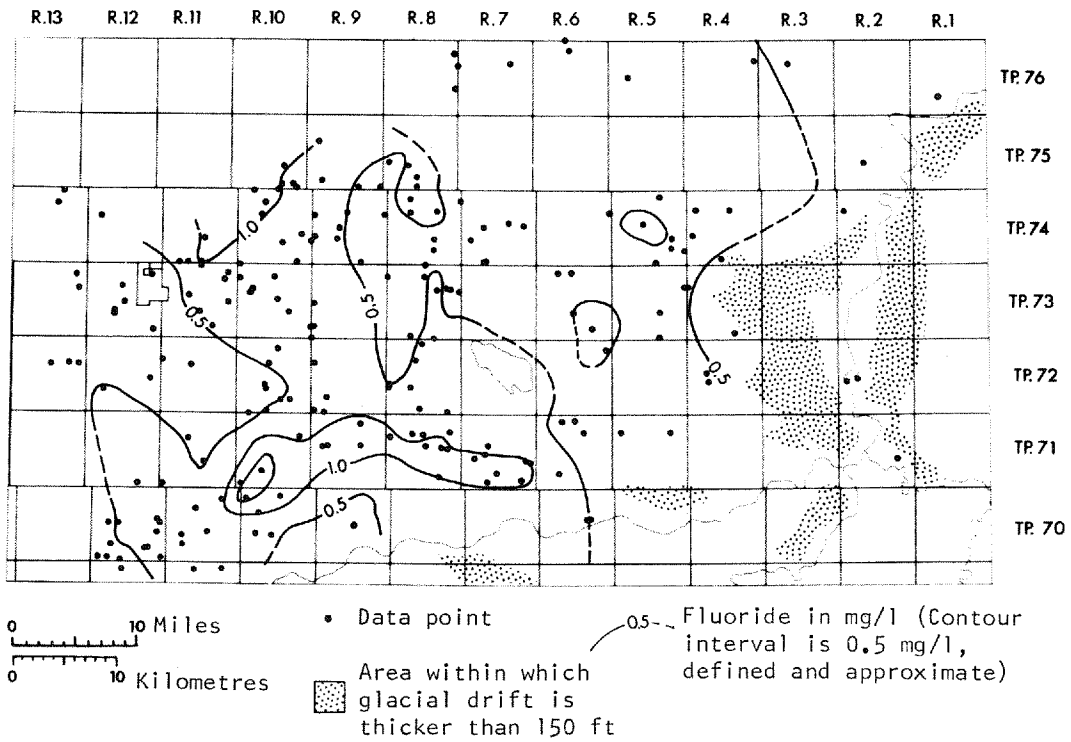 R.13 R.12 R.11 R.10 R.9 R.8 R.7 R.6 R.5 R.4 R.3 R.2 R.1
TP. 76
TP. 75
TP. 74
1.0
TP. 73
0.5
0.5
TP. 72
0.5
TP. 71
1.0
0.5
TP. 70
0 10 Miles
0 10 Kilometres
Data point
Area within which
glacial drift is
thicker than 150 ft
0.5 Fluoride in mg/l (Contour
interval is 0.5 mg/l,
defined and approximate)